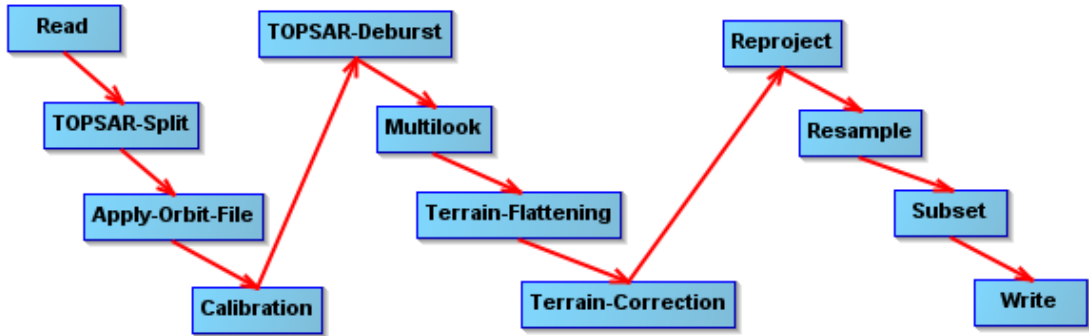 Read
TOPSAR-Split
Apply-Orbit-File
Calibration
TOPSAR-Deburst
Multilook
Terrain-Flattening
Terrain-Correction
Reproject
Resample
Subset
Write